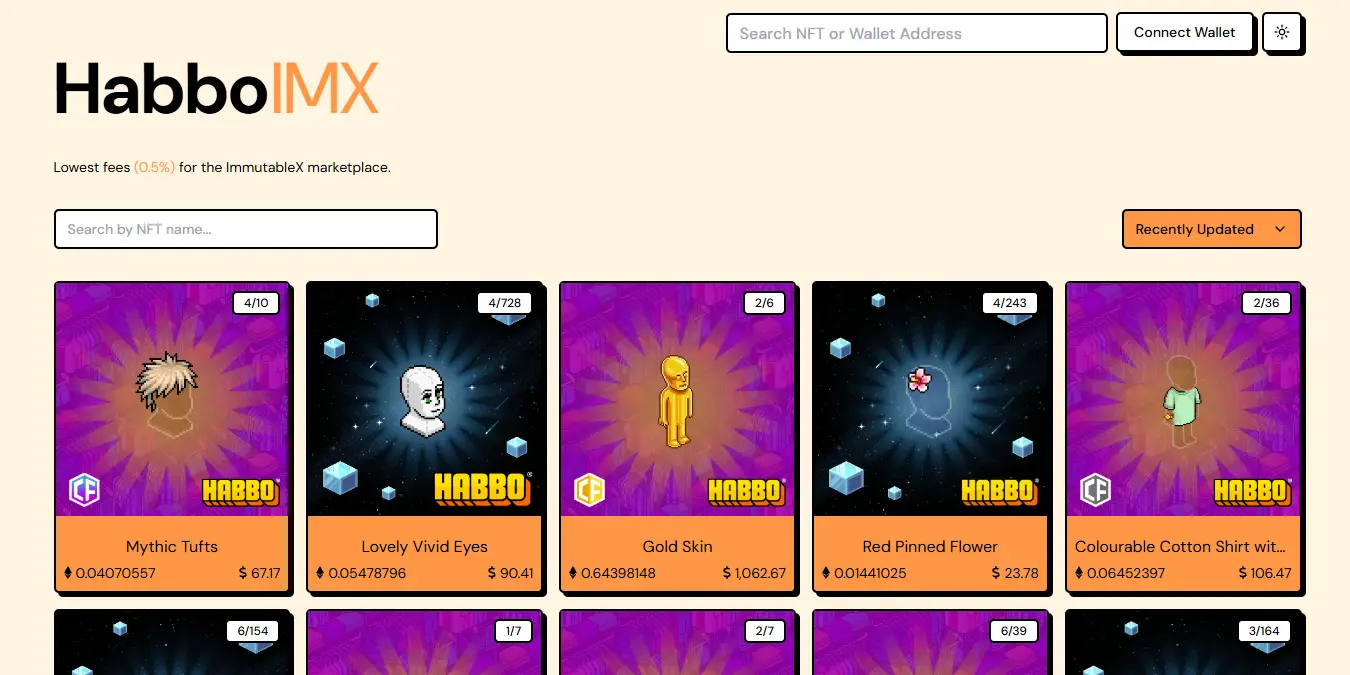 Search NFT or Wallet Address
Connect Wallet
HabboIMX
Lowest fees (0.5%) for the ImmutableX marketplace.
Search by NFT name...
Recently Updated
4/10
4/728
2/6
4/243
2/36
CF HABBO
HABBO
CF HABBO
HABBO
CF HABBO
Mythic Tufts
Lovely Vivid Eyes
Gold Skin
Red Pinned Flower
Colourable Cotton Shirt wit...
0.04070557 $ 67.17
0.05478796 $ 90.41
0.64398148 $ 1,062.67
0.01441025 $ 23.78
0.06452397 $ 106.47
6/154
1/7
2/7
6/39
3/164